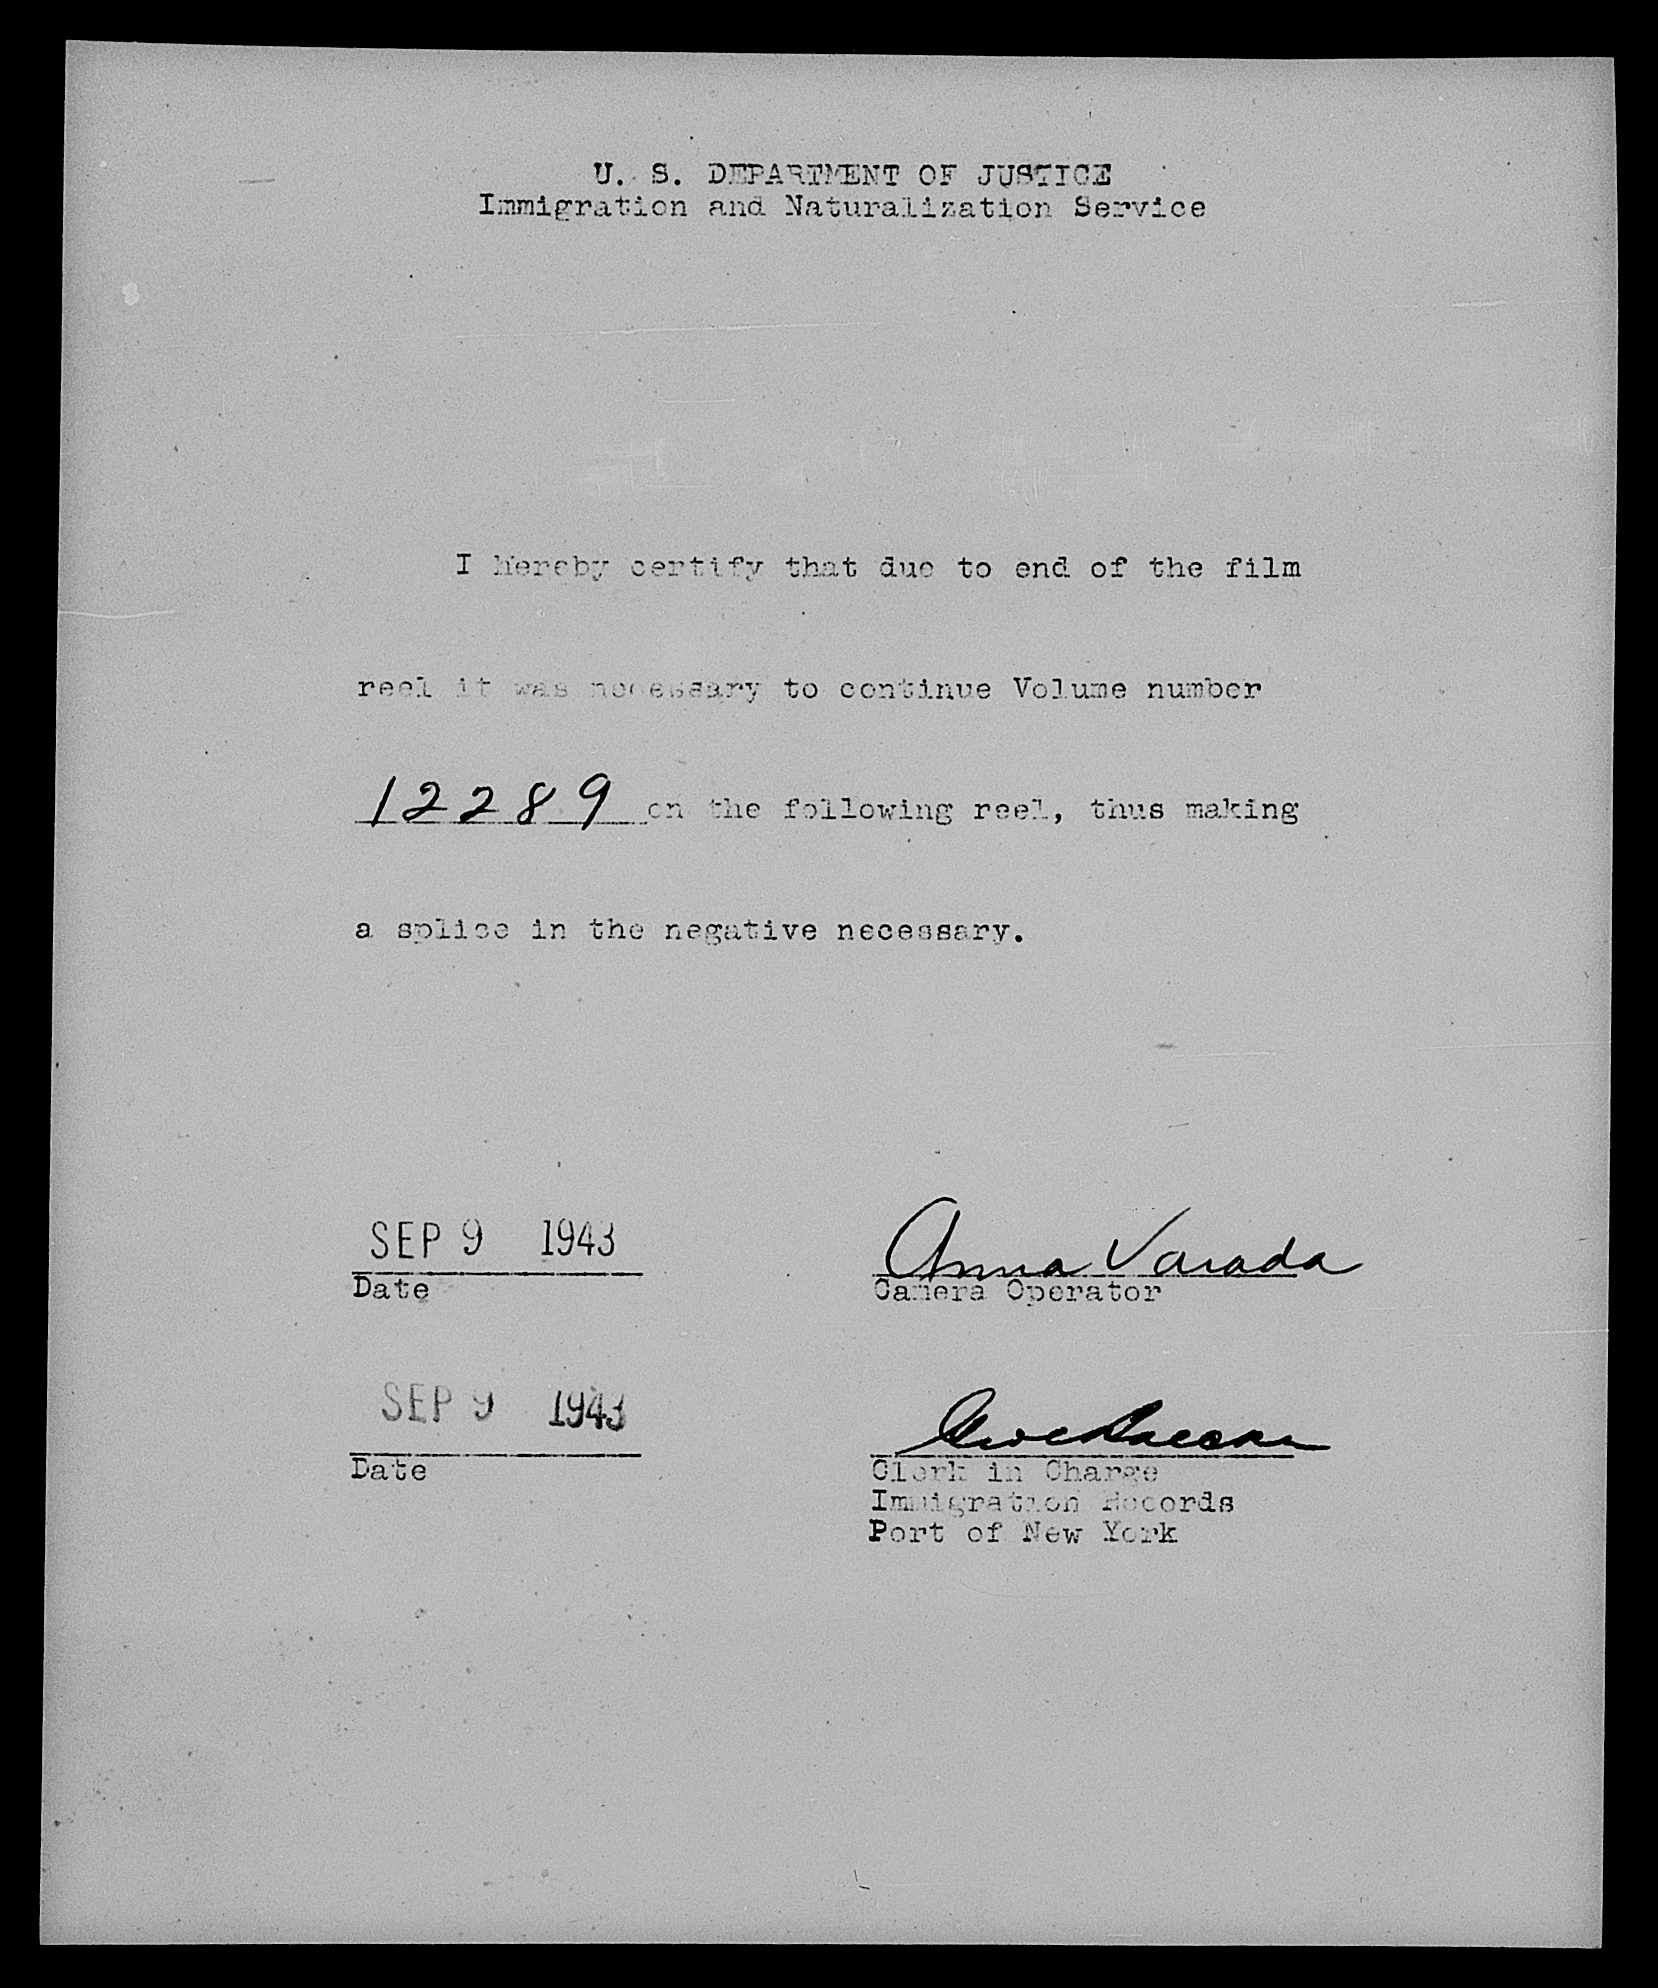 U. S. DEPARTMENT OF JUSTICE
Immigration and Naturalization Service
I hereby certify that due to end of the film
reel it was necessary to continue Volume number
12289 on the following reel, thus making
a splice in the negative necessary.
SEP 9 1943
Anna Varada
Date
Camera Operator
SEP 9 1943
Date
Clerk in Charge
Immigration Records
Port of New York